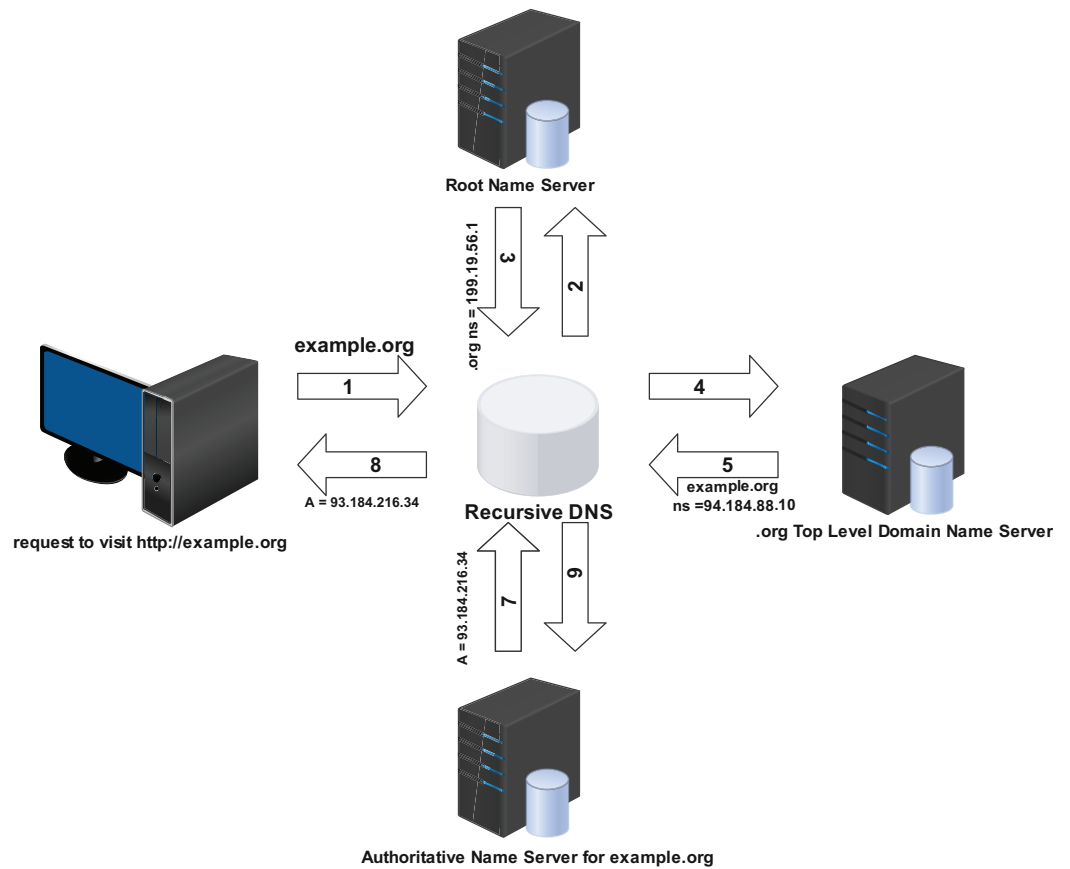 Root Name Server
.org ns = 199.19.56.1
3
2
example.org
1
4
8
A = 93.184.216.34
5
example.org
ns =94.184.88.10
Recursive DNS
request to visit http://example.org
.org Top Level Domain Name Server
A = 93.184.216.34
7
6
Authoritative Name Server for example.org